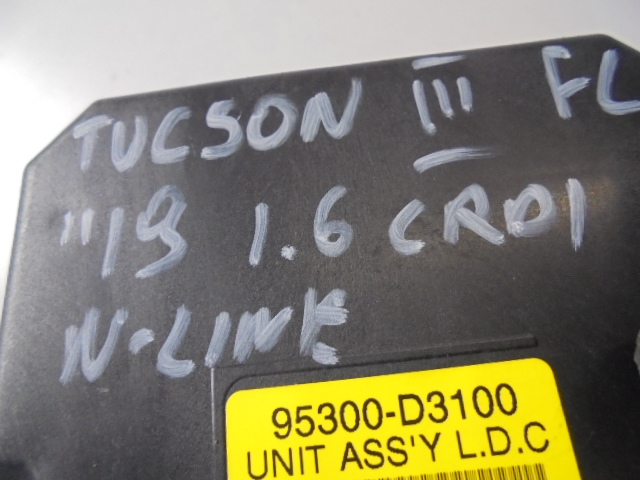 TUCSON III FL
"19 1.6 CRDI
N-LINE
95300-D3100
UNIT ASS'Y L.D.C